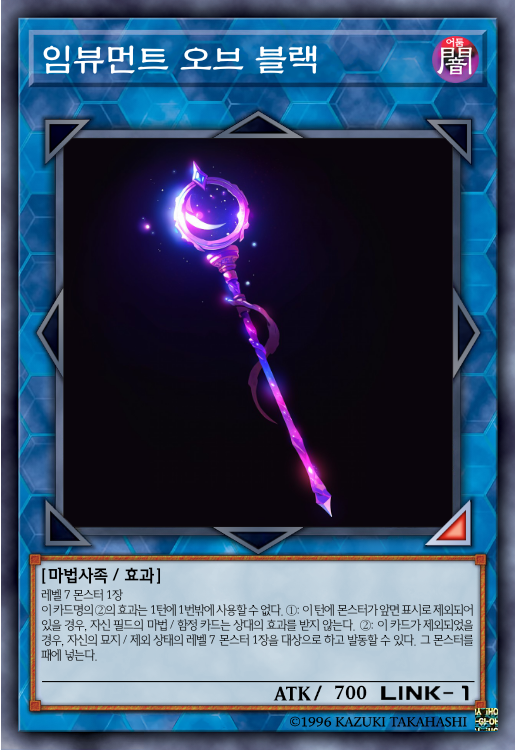 임뷰먼트 오브 블랙
어둠
闇
[마법사족 / 효과]
레벨 7 몬스터 1장
이 카드명의 ②의 효과는 1턴에 1번밖에 사용할 수 없다. ①: 이 턴에 몬스터가 앞면 표시로 제외되어
있을 경우, 자신 필드의 마법 / 함정 카드는 상대의 효과를 받지 않는다. ②: 이 카드가 제외되었을
경우, 자신의 묘지 / 제외 상태의 레벨 7 몬스터 1장을 대상으로 하고 발동할 수 있다. 그 몬스터를
패에 넣는다.
ATK/ 700 LINK-1
©1996 KAZUKI TAKAHASHI